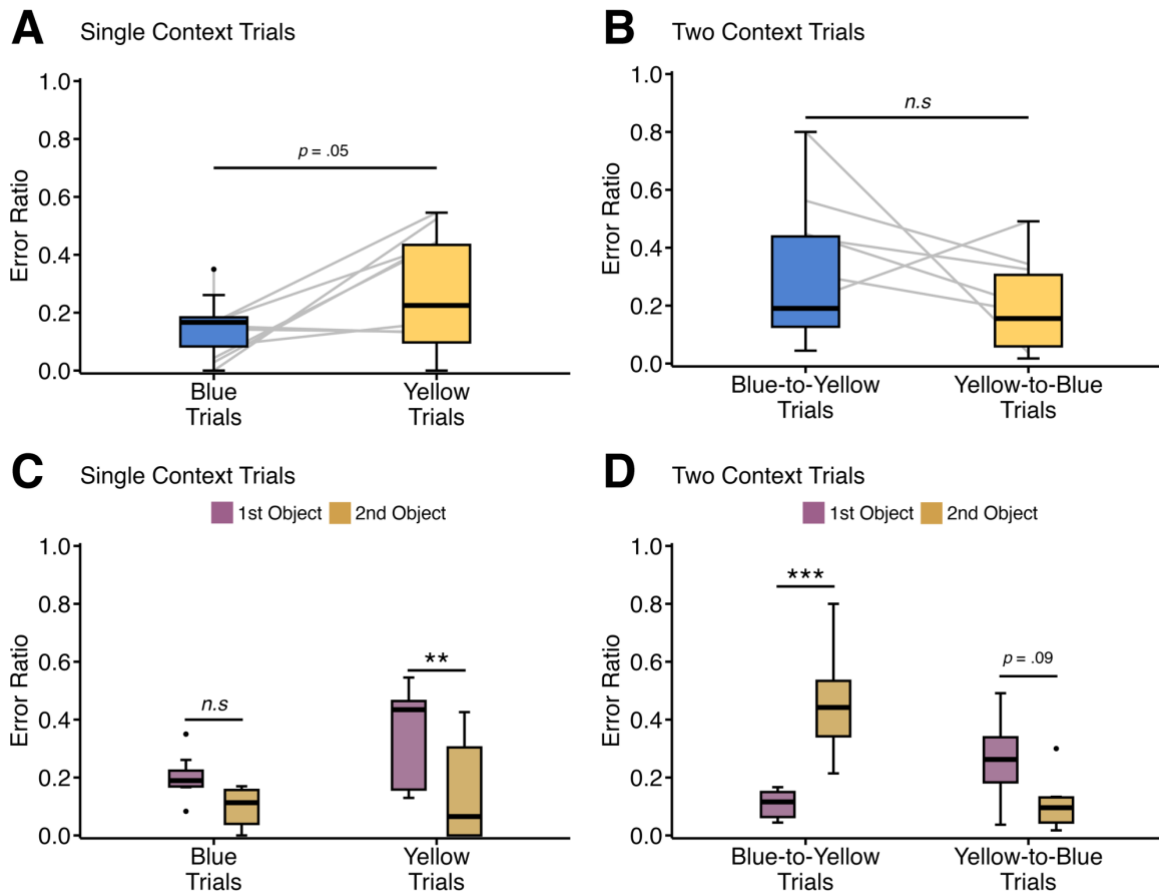 A Single Context Trials
1.0
0.8
0.6
0.4
0.2
0.0
Error Ratio
p = .05
Blue
Trials
Yellow
Trials
B Two Context Trials
1.0
0.8
0.6
0.4
0.2
0.0
Error Ratio
n.s
Blue-to-Yellow
Trials
Yellow-to-Blue
Trials
C Single Context Trials
1st Object 2nd Object
1.0
0.8
0.6
0.4
0.2
0.0
Error Ratio
n.s
**
Blue
Trials
Yellow
Trials
D Two Context Trials
1st Object 2nd Object
1.0
0.8
0.6
0.4
0.2
0.0
Error Ratio
***
p = .09
Blue-to-Yellow
Trials
Yellow-to-Blue
Trials